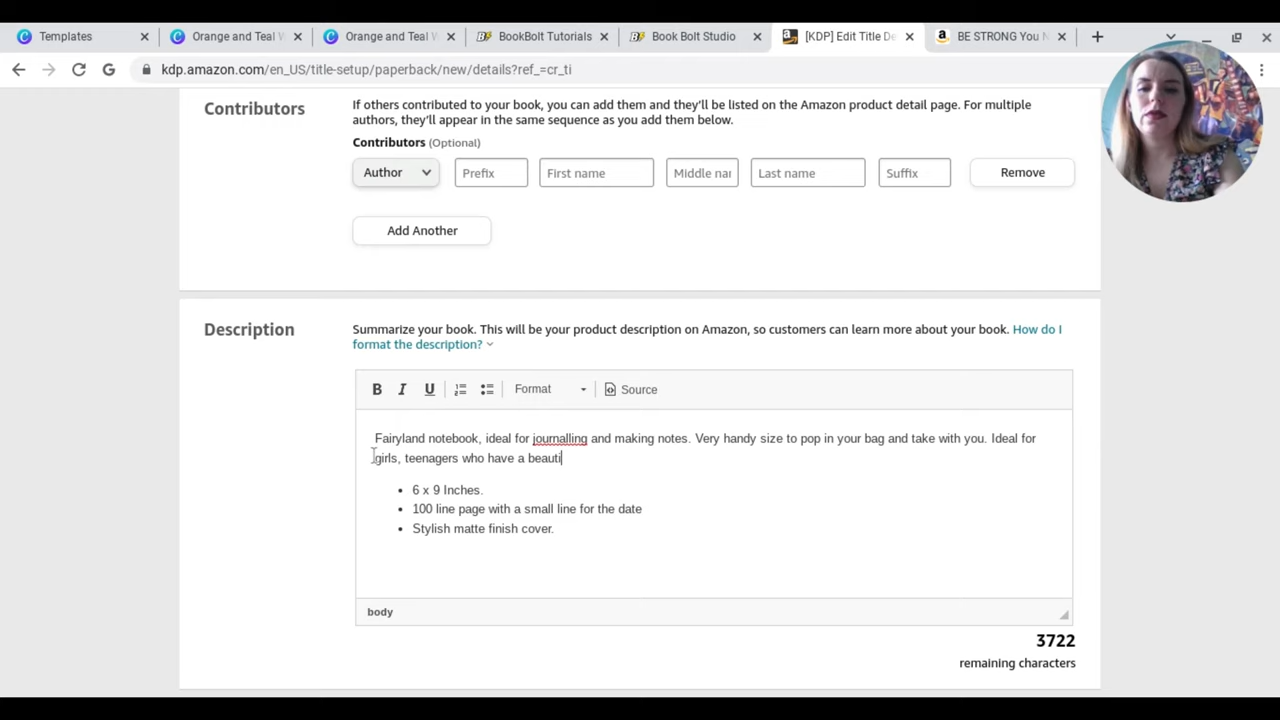 Templates
Orange and Teal W
Orange and Teal W
BookBolt Tutorials
Book Bolt Studio
[KDP] Edit Title De
BE STRONG You N
kdp.amazon.com/en_US/title-setup/paperback/new/details?ref_=cr_ti
Contributors
If others contributed to your book, you can add them and they'll be listed on the Amazon product detail page. For multiple
authors, they'll appear in the same sequence as you add them below.
Contributors (Optional)
Author Prefix First name Middle nar Last name Suffix Remove
Add Another
Description
Summarize your book. This will be your product description on Amazon, so customers can learn more about your book. How do I
format the description?
B I U Format Source
Fairyland notebook, ideal for journalling and making notes. Very handy size to pop in your bag and take with you. Ideal for
girls, teenagers who have a beauti
• 6 x 9 Inches.
• 100 line page with a small line for the date
• Stylish matte finish cover.
body
3722
remaining characters